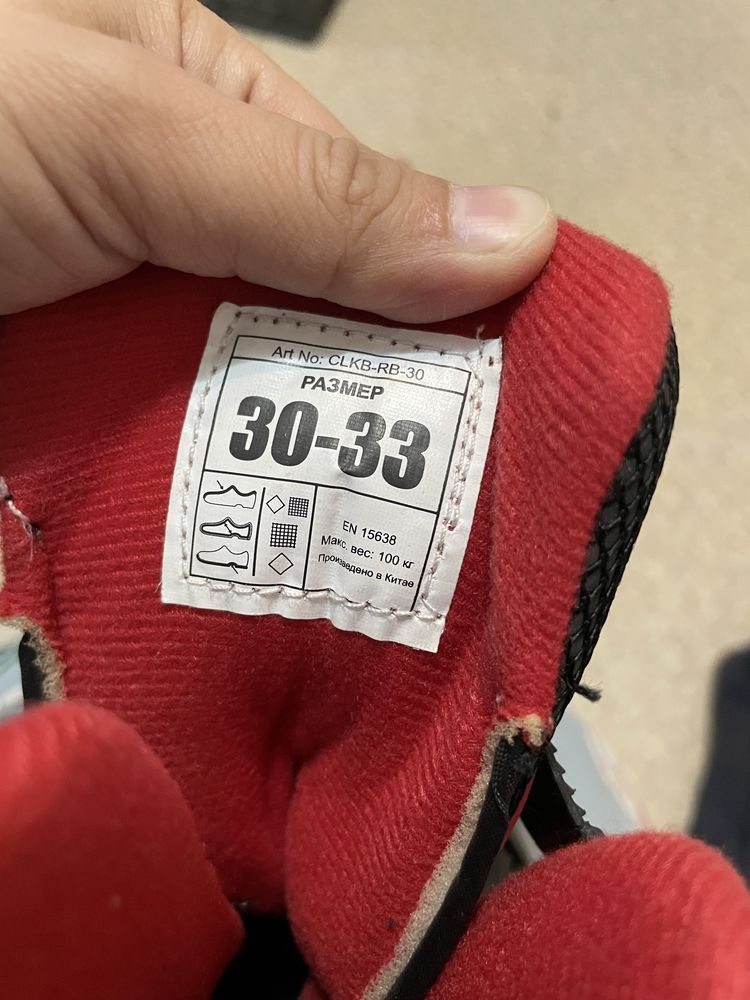 Art No: CLKB-RB-30
РАЗМЕР
30-33
EN 15638
Макс. вес: 100 кг
Произведено в Китае